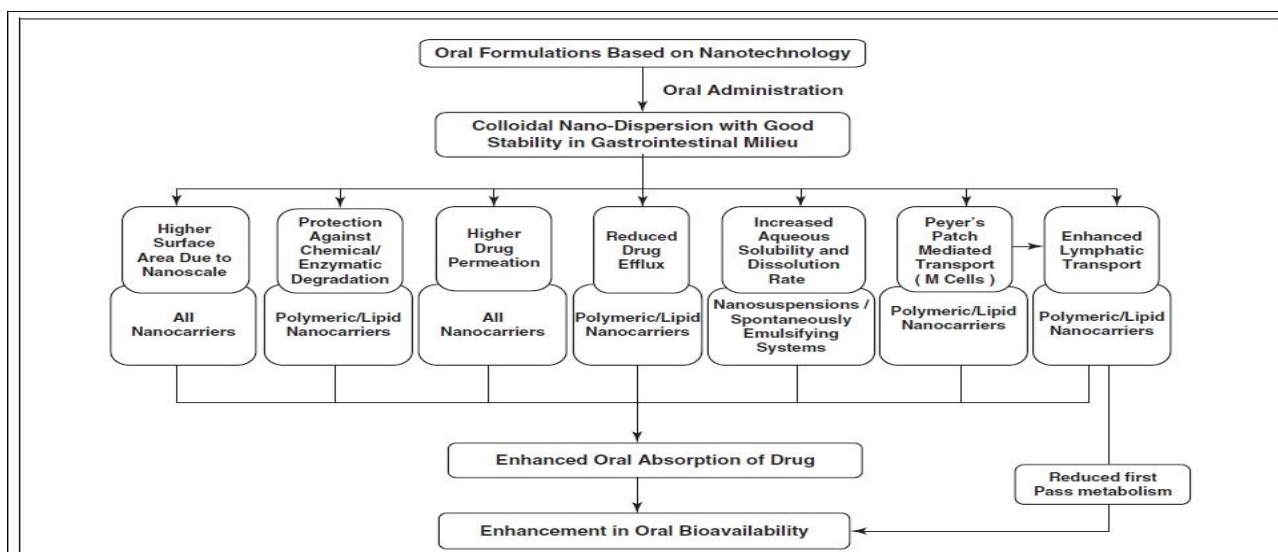 Oral Formulations Based on Nanotechnology
Oral Administration
Colloidal Nano-Dispersion with Good
Stability in Gastrointestinal Milieu
Higher
Surface
Area Due to
Nanoscale
All
Nanocarriers
Protection
Against
Chemical/
Enzymatic
Degradation
Polymeric/Lipid
Nanocarriers
Higher
Drug
Permeation
All
Nanocarriers
Reduced
Drug
Efflux
Polymeric/Lipid
Nanocarriers
Increased
Aqueous
Solubility and
Dissolution
Rate
Nanosuspensions /
Spontaneously
Emulsifying
Systems
Peyer's
Patch
Mediated
Transport
( M Cells )
Polymeric/Lipid
Nanocarriers
Enhanced
Lymphatic
Transport
Polymeric/Lipid
Nanocarriers
Enhanced Oral Absorption of Drug
Reduced first
Pass metabolism
Enhancement in Oral Bioavailability